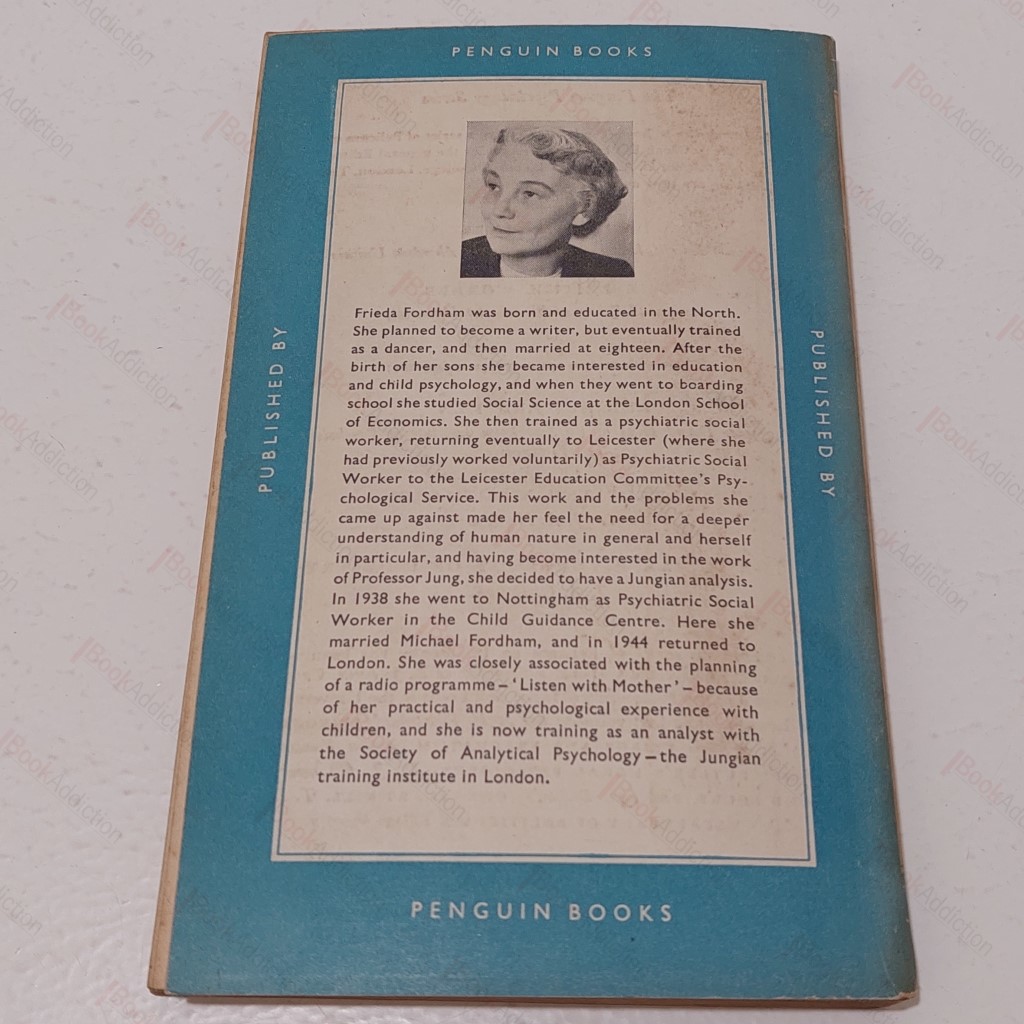 PENGUIN BOOKS
PUBLISHED BY
PUBLISHED BY
Frieda Fordham was born and educated in the North.
She planned to become a writer, but eventually trained
as a dancer, and then married at eighteen. After the
birth of her sons she became interested in education
and child psychology, and when they went to boarding
school she studied Social Science at the London School
of Economics. She then trained as a psychiatric social
worker, returning eventually to Leicester (where she
had previously worked voluntarily) as Psychiatric Social
Worker to the Leicester Education Committee's Psy-
chological Service. This work and the problems she
came up against made her feel the need for a deeper
understanding of human nature in general and herself
in particular, and having become interested in the work
of Professor Jung, she decided to have a Jungian analysis.
In 1938 she went to Nottingham as Psychiatric Social
Worker in the Child Guidance Centre. Here she
married Michael Fordham, and in 1944 returned to
London. She was closely associated with the planning
of a radio programme – 'Listen with Mother' – because
of her practical and psychological experience with
children, and she is now training as an analyst with
the Society of Analytical Psychology – the Jungian
training institute in London.
PENGUIN BOOKS
BookAddiction